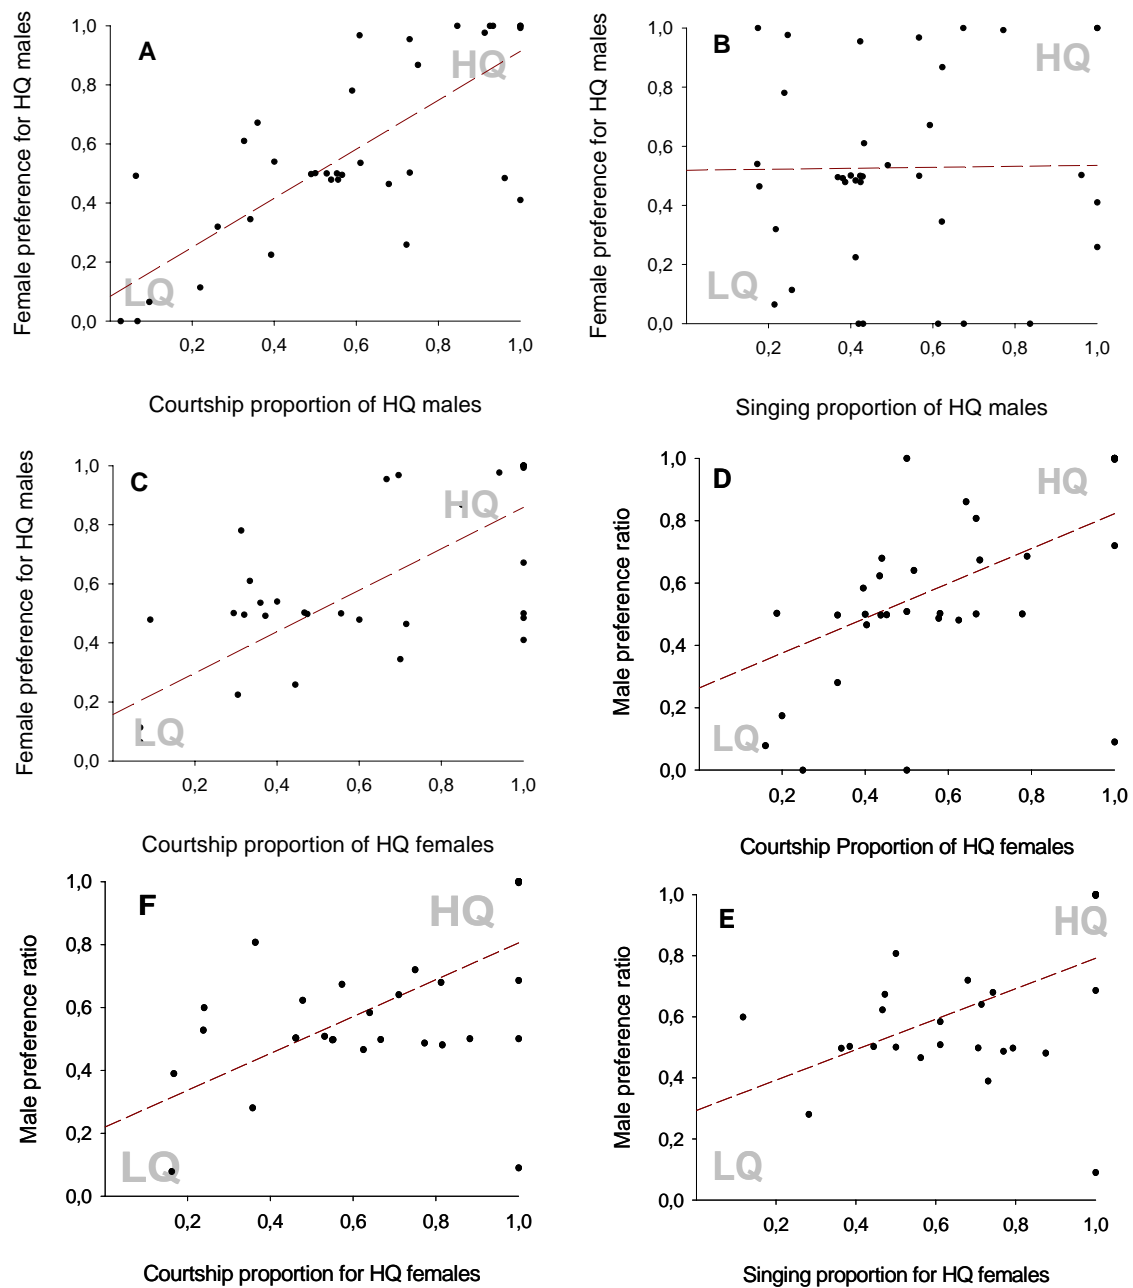 A
HQ
LQ
Female preference for HQ males
1,0
0,8
0,6
0,4
0,2
0,0
0,2 0,4 0,6 0,8 1,0
Courtship proportion of HQ males
B
HQ
LQ
Female preference for HQ males
1,0
0,8
0,6
0,4
0,2
0,0
0,2 0,4 0,6 0,8 1,0
Singing proportion of HQ males
C
HQ
LQ
Female preference for HQ males
1,0
0,8
0,6
0,4
0,2
0,0
0,2 0,4 0,6 0,8 1,0
Courtship proportion of HQ females
D
HQ
LQ
Male preference ratio
1,0
0,8
0,6
0,4
0,2
0,0
0,2 0,4 0,6 0,8 1,0
Courtship Proportion of HQ females
F
HQ
LQ
Male preference ratio
1,0
0,8
0,6
0,4
0,2
0,0
0,2 0,4 0,6 0,8 1,0
Courtship proportion for HQ females
E
HQ
LQ
Male preference ratio
1,0
0,8
0,6
0,4
0,2
0,0
0,2 0,4 0,6 0,8 1,0
Singing proportion for HQ females